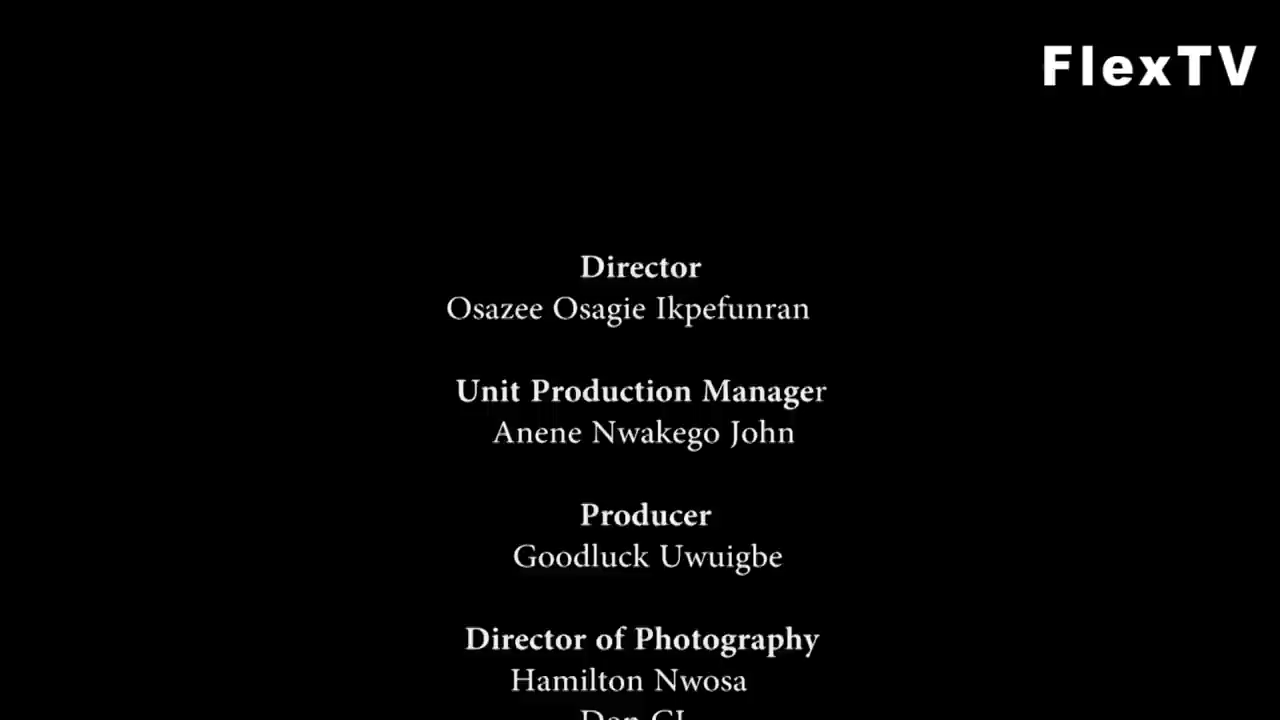 FlexTV
Director
Osazee Osagie Ikpefunran
Unit Production Manager
Anene Nwakego John
Producer
Goodluck Uwuigbe
Director of Photography
Hamilton Nwosa